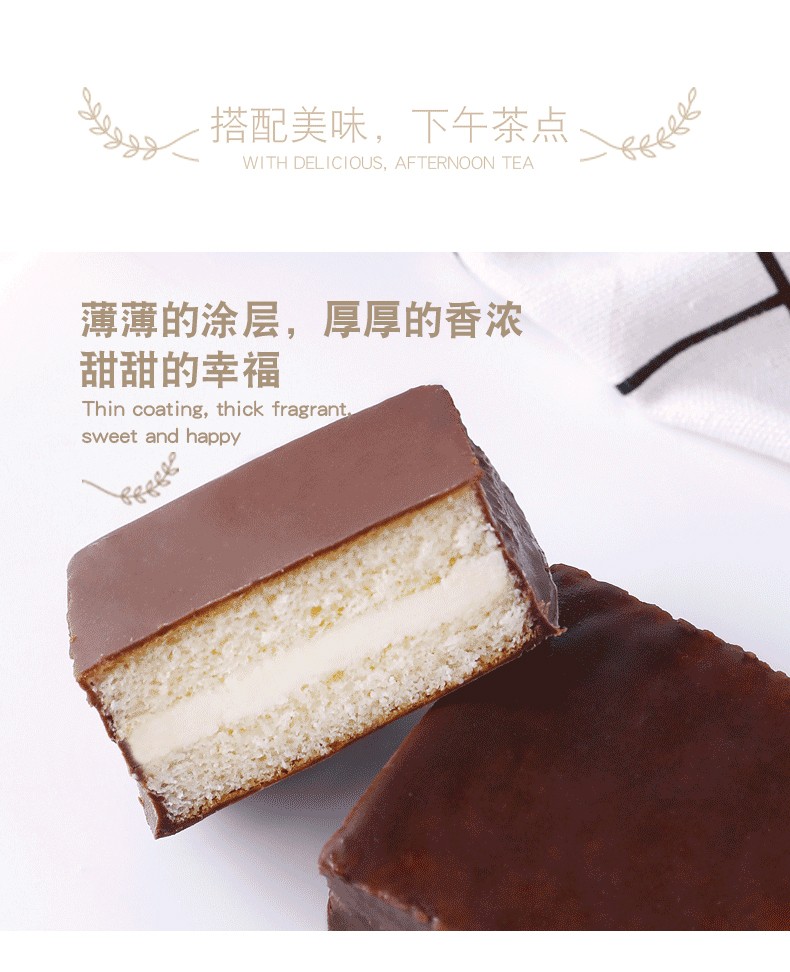 搭配美味，下午茶点
WITH DELICIOUS, AFTERNOON TEA
薄薄的涂层，厚厚的香浓
甜甜的幸福
Thin coating, thick fragrant,
sweet and happy